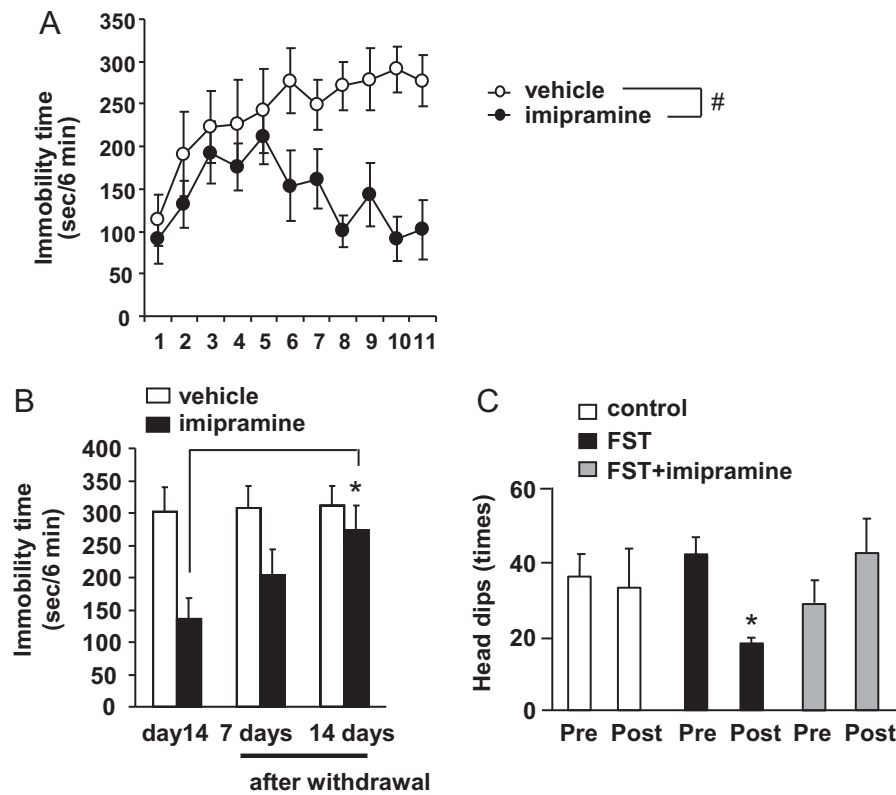 A
350
300
250
200
150
100
50
0
Immobility time
(sec/6 min)
1 2 3 4 5 6 7 8 9 10 11
vehicle
imipramine
#
B
vehicle
imipramine
400
350
300
250
200
150
100
50
0
Immobility time
(sec/6 min)
*
day14 7 days 14 days
after withdrawal
C
control
FST
FST+imipramine
60
40
20
0
Head dips (times)
*
Pre Post Pre Post Pre Post